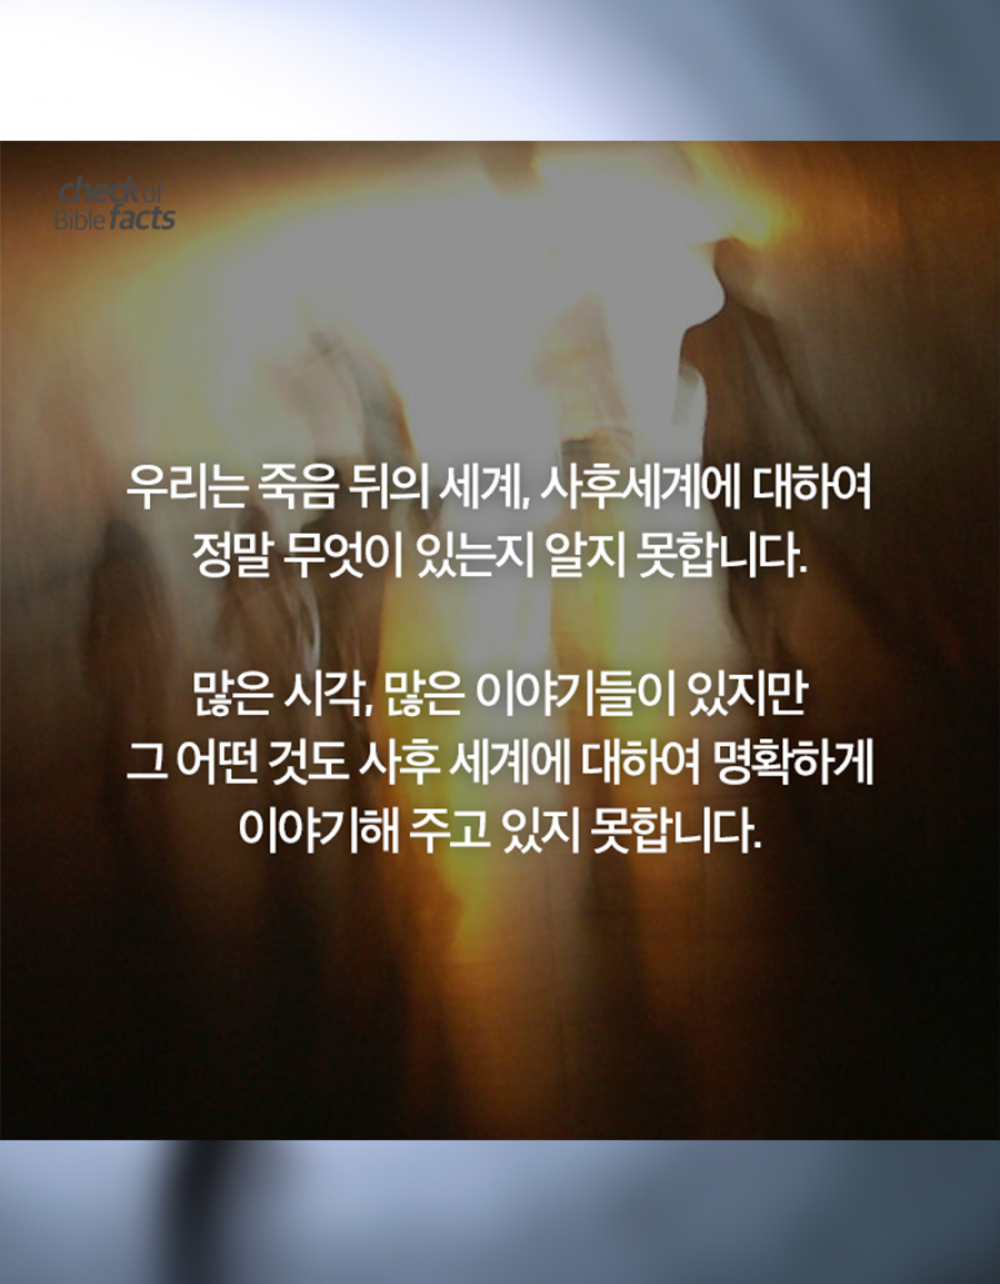 check of
Bible facts
우리는 죽음 뒤의 세계, 사후세계에 대하여
정말 무엇이 있는지 알지 못합니다.
많은 시각, 많은 이야기들이 있지만
그 어떤 것도 사후 세계에 대하여 명확하게
이야기해 주고 있지 못합니다.